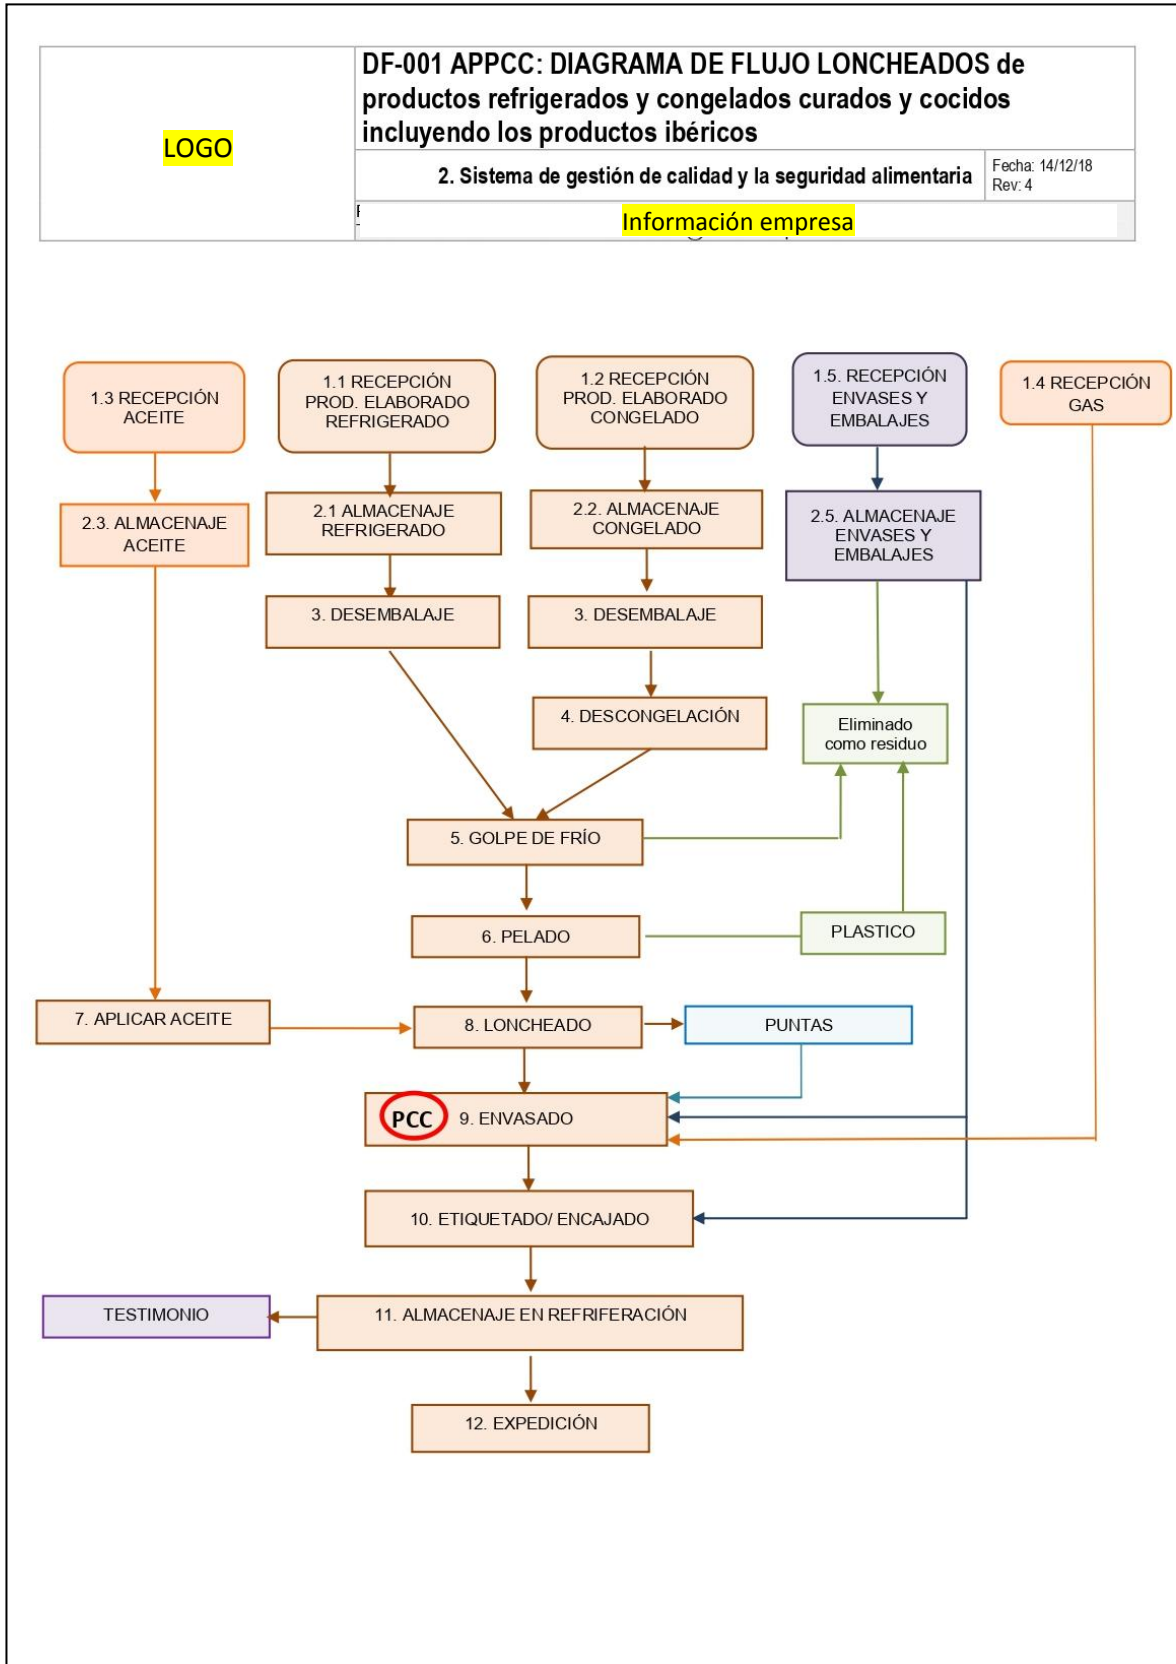 LOGO
DF-001 APPCC: DIAGRAMA DE FLUJO LONCHEADOS de
productos refrigerados y congelados curados y cocidos
incluyendo los productos ibéricos
2. Sistema de gestión de calidad y la seguridad alimentaria
Fecha: 14/12/18
Rev: 4
Información empresa
1.3 RECEPCIÓN
ACEITE
1.1 RECEPCIÓN
PROD. ELABORADO
REFRIGERADO
1.2 RECEPCIÓN
PROD. ELABORADO
CONGELADO
1.5. RECEPCIÓN
ENVASES Y
EMBALAJES
1.4 RECEPCIÓN
GAS
2.3. ALMACENAJE
ACEITE
2.1 ALMACENAJE
REFRIGERADO
2.2. ALMACENAJE
CONGELADO
2.5. ALMACENAJE
ENVASES Y
EMBALAJES
3. DESEMBALAJE
3. DESEMBALAJE
4. DESCONGELACIÓN
Eliminado
como residuo
5. GOLPE DE FRÍO
6. PELADO
PLASTICO
7. APLICAR ACEITE
8. LONCHEADO
PUNTAS
PCC
9. ENVASADO
10. ETIQUETADO/ ENCAJADO
TESTIMONIO
11. ALMACENAJE EN REFRIFERACIÓN
12. EXPEDICIÓN